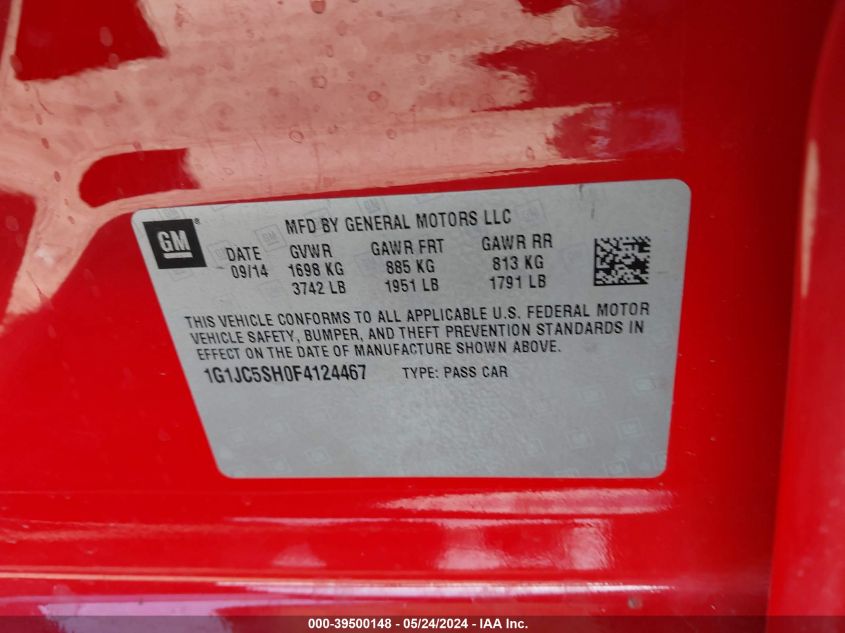 GM ®
MFD BY GENERAL MOTORS LLC
DATE GVWR GAWR FRT GAWR RR
09/14 1698 KG 885 KG 813 KG
3742 LB 1951 LB 1791 LB
THIS VEHICLE CONFORMS TO ALL APPLICABLE U.S. FEDERAL MOTOR
VEHICLE SAFETY, BUMPER, AND THEFT PREVENTION STANDARDS IN
EFFECT ON THE DATE OF MANUFACTURE SHOWN ABOVE.
1G1JC5SH0F4124467 TYPE: PASS CAR
000-39500148 - 05/24/2024 - IAA Inc.